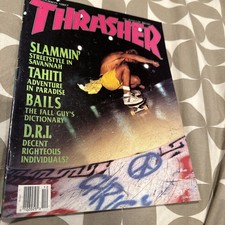 THRASHER
SLAMMIN'
STREETSTYLE IN
SAVANNAH
TAHITI
ADVENTURE
IN PARADISE
BAILS
THE FALL GUY'S
DICTIONARY
D.R.I.
DECENT
RIGHTEOUS
INDIVIDUALS?